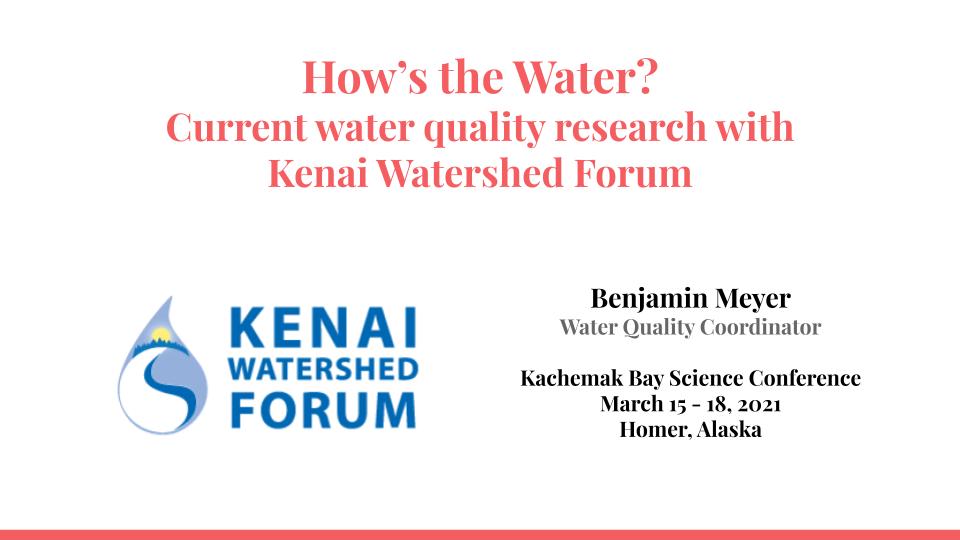 How’s the Water?
Current water quality research with
Kenai Watershed Forum
KENAI
WATERSHED
FORUM
Benjamin Meyer
Water Quality Coordinator
Kachemak Bay Science Conference
March 15 - 18, 2021
Homer, Alaska